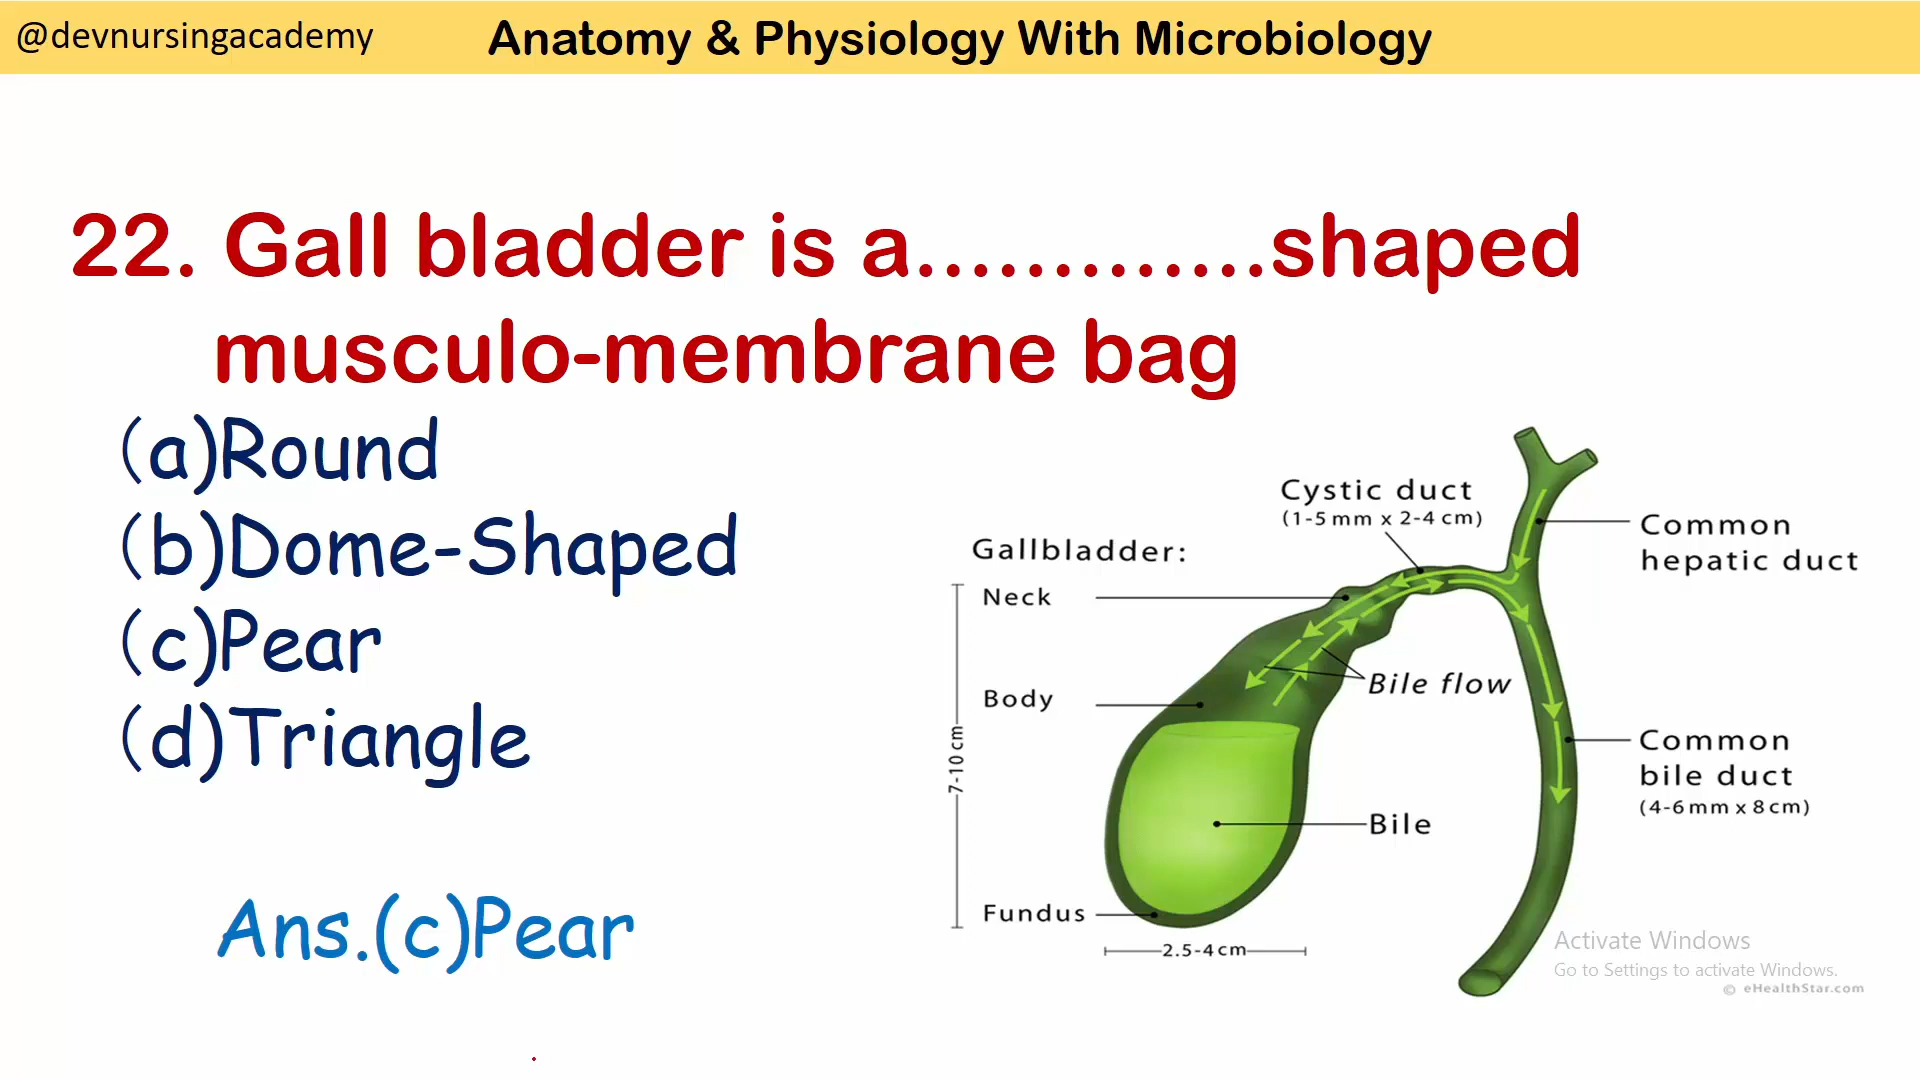 @devnursingacademy
Anatomy & Physiology With Microbiology
22. Gall bladder is a.............shaped
musculo-membrane bag
(a)Round
(b)Dome-Shaped
(c)Pear
(d)Triangle
Ans.(c)Pear
Cystic duct
(1-5 mm x 2-4 cm)
Common
hepatic duct
Gallbladder:
Neck
Bile flow
Body
7-10 cm
Common
bile duct
(4-6 mm x 8 cm)
Bile
Fundus
2.5-4 cm
Activate Windows
Go to Settings to activate Windows.
© eHealthStar.com